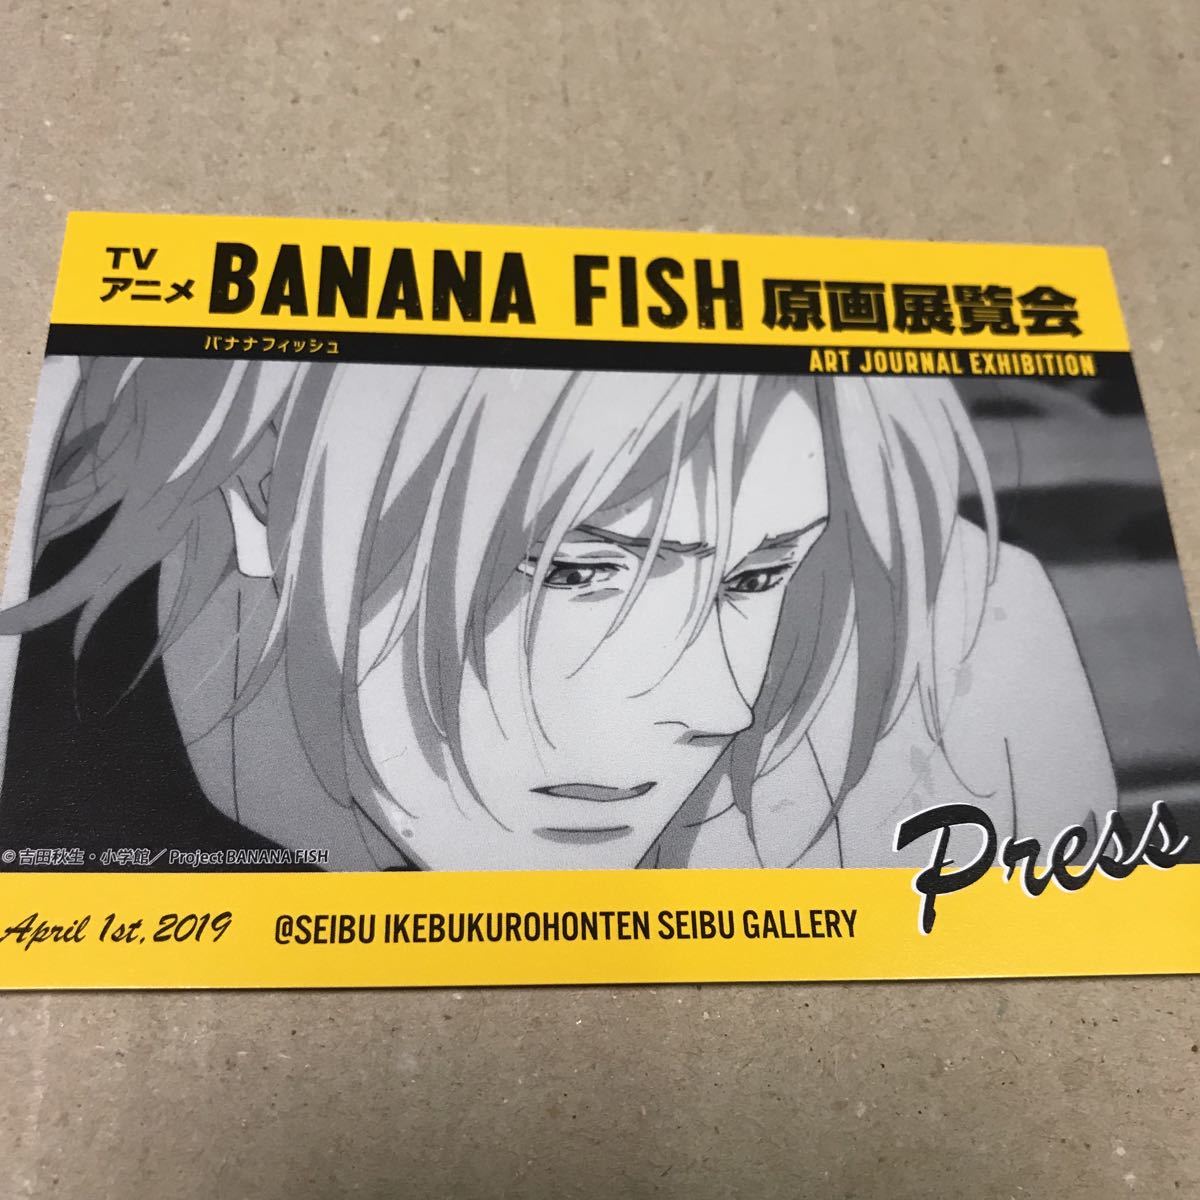 TV
アニメ
BANANA FISH 原画展覧会
バナナフィッシュ
ART JOURNAL EXHIBITION
© 吉田秋生・小学館／Project BANANA FISH
Press
April 1st, 2019
@SEIBU IKEBUKUROHONTEN SEIBU GALLERY